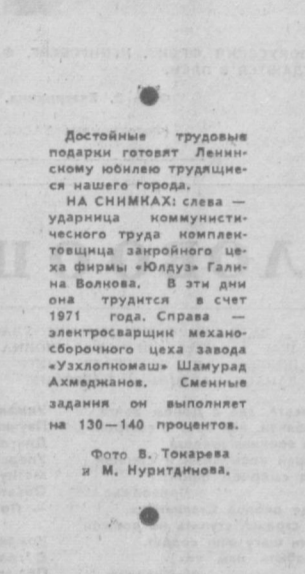 Достойные трудовые
подарки готовят Ленин-
скому юбилею трудящие-
ся нашего города.
НА СНИМКАХ: слева —
ударница коммунисти-
ческого труда комплек-
товщица закройного це-
ха фирмы «Юлдуз» Гали-
на Волкова. В эти дни
она трудится в счет
1971 года. Справа —
электросварщик механо-
сборочного цеха завода
«Узхлопкомаш» Шамурад
Ахмеджанов. Сменные
задания он выполняет
на 130—140 процентов.
Фото В. Токарева
и М. Нуритдинова.